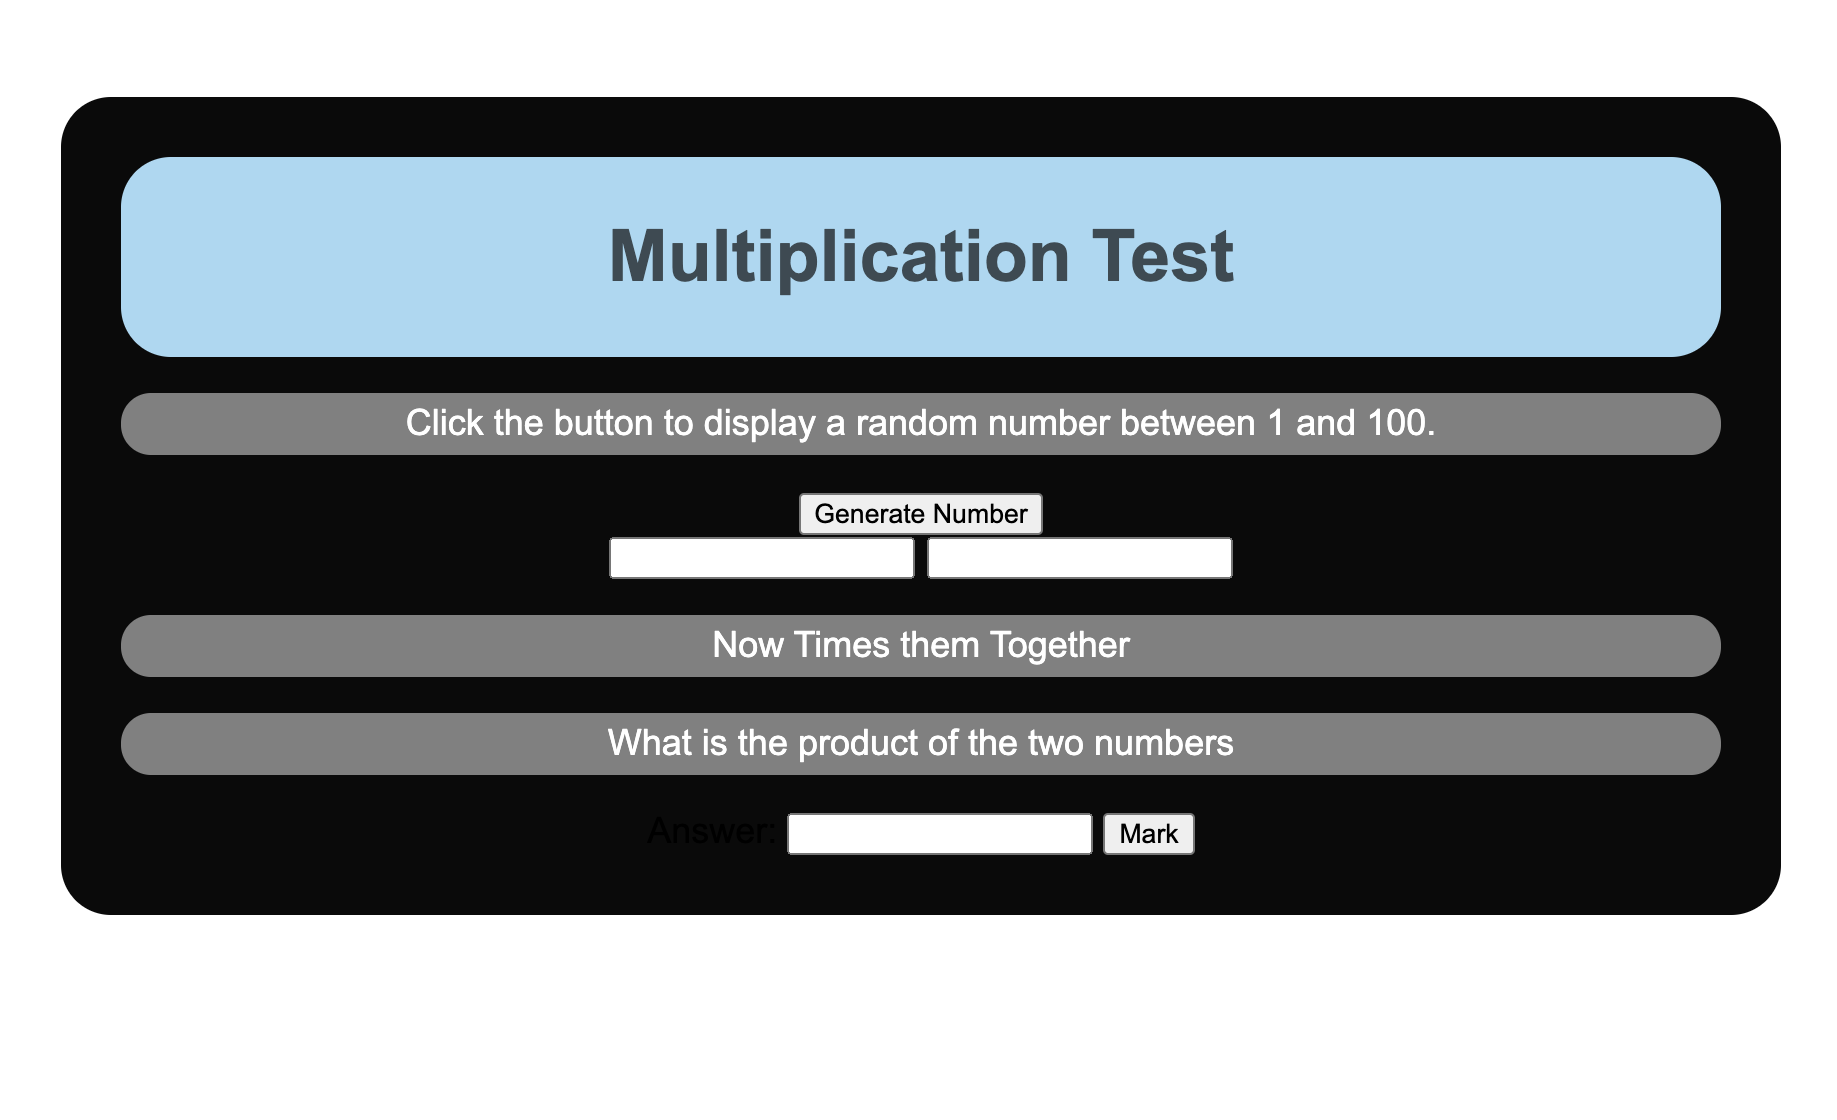 Multiplication Test
Click the button to display a random number between 1 and 100.
Generate Number
Now Times them Together
What is the product of the two numbers
Answer: Mark